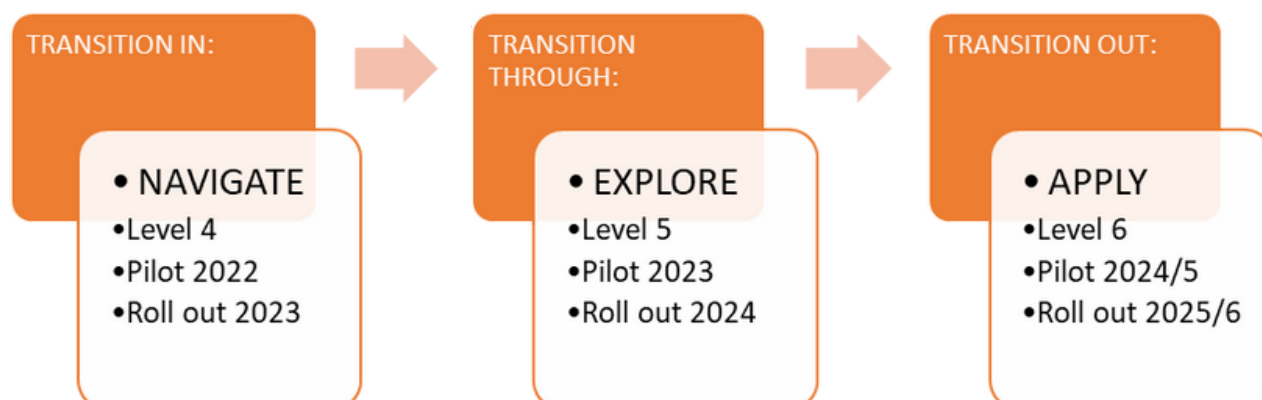 TRANSITION IN:
• NAVIGATE
•Level 4
•Pilot 2022
•Roll out 2023
TRANSITION
THROUGH:
• EXPLORE
•Level 5
•Pilot 2023
•Roll out 2024
TRANSITION OUT:
• APPLY
•Level 6
•Pilot 2024/5
•Roll out 2025/6